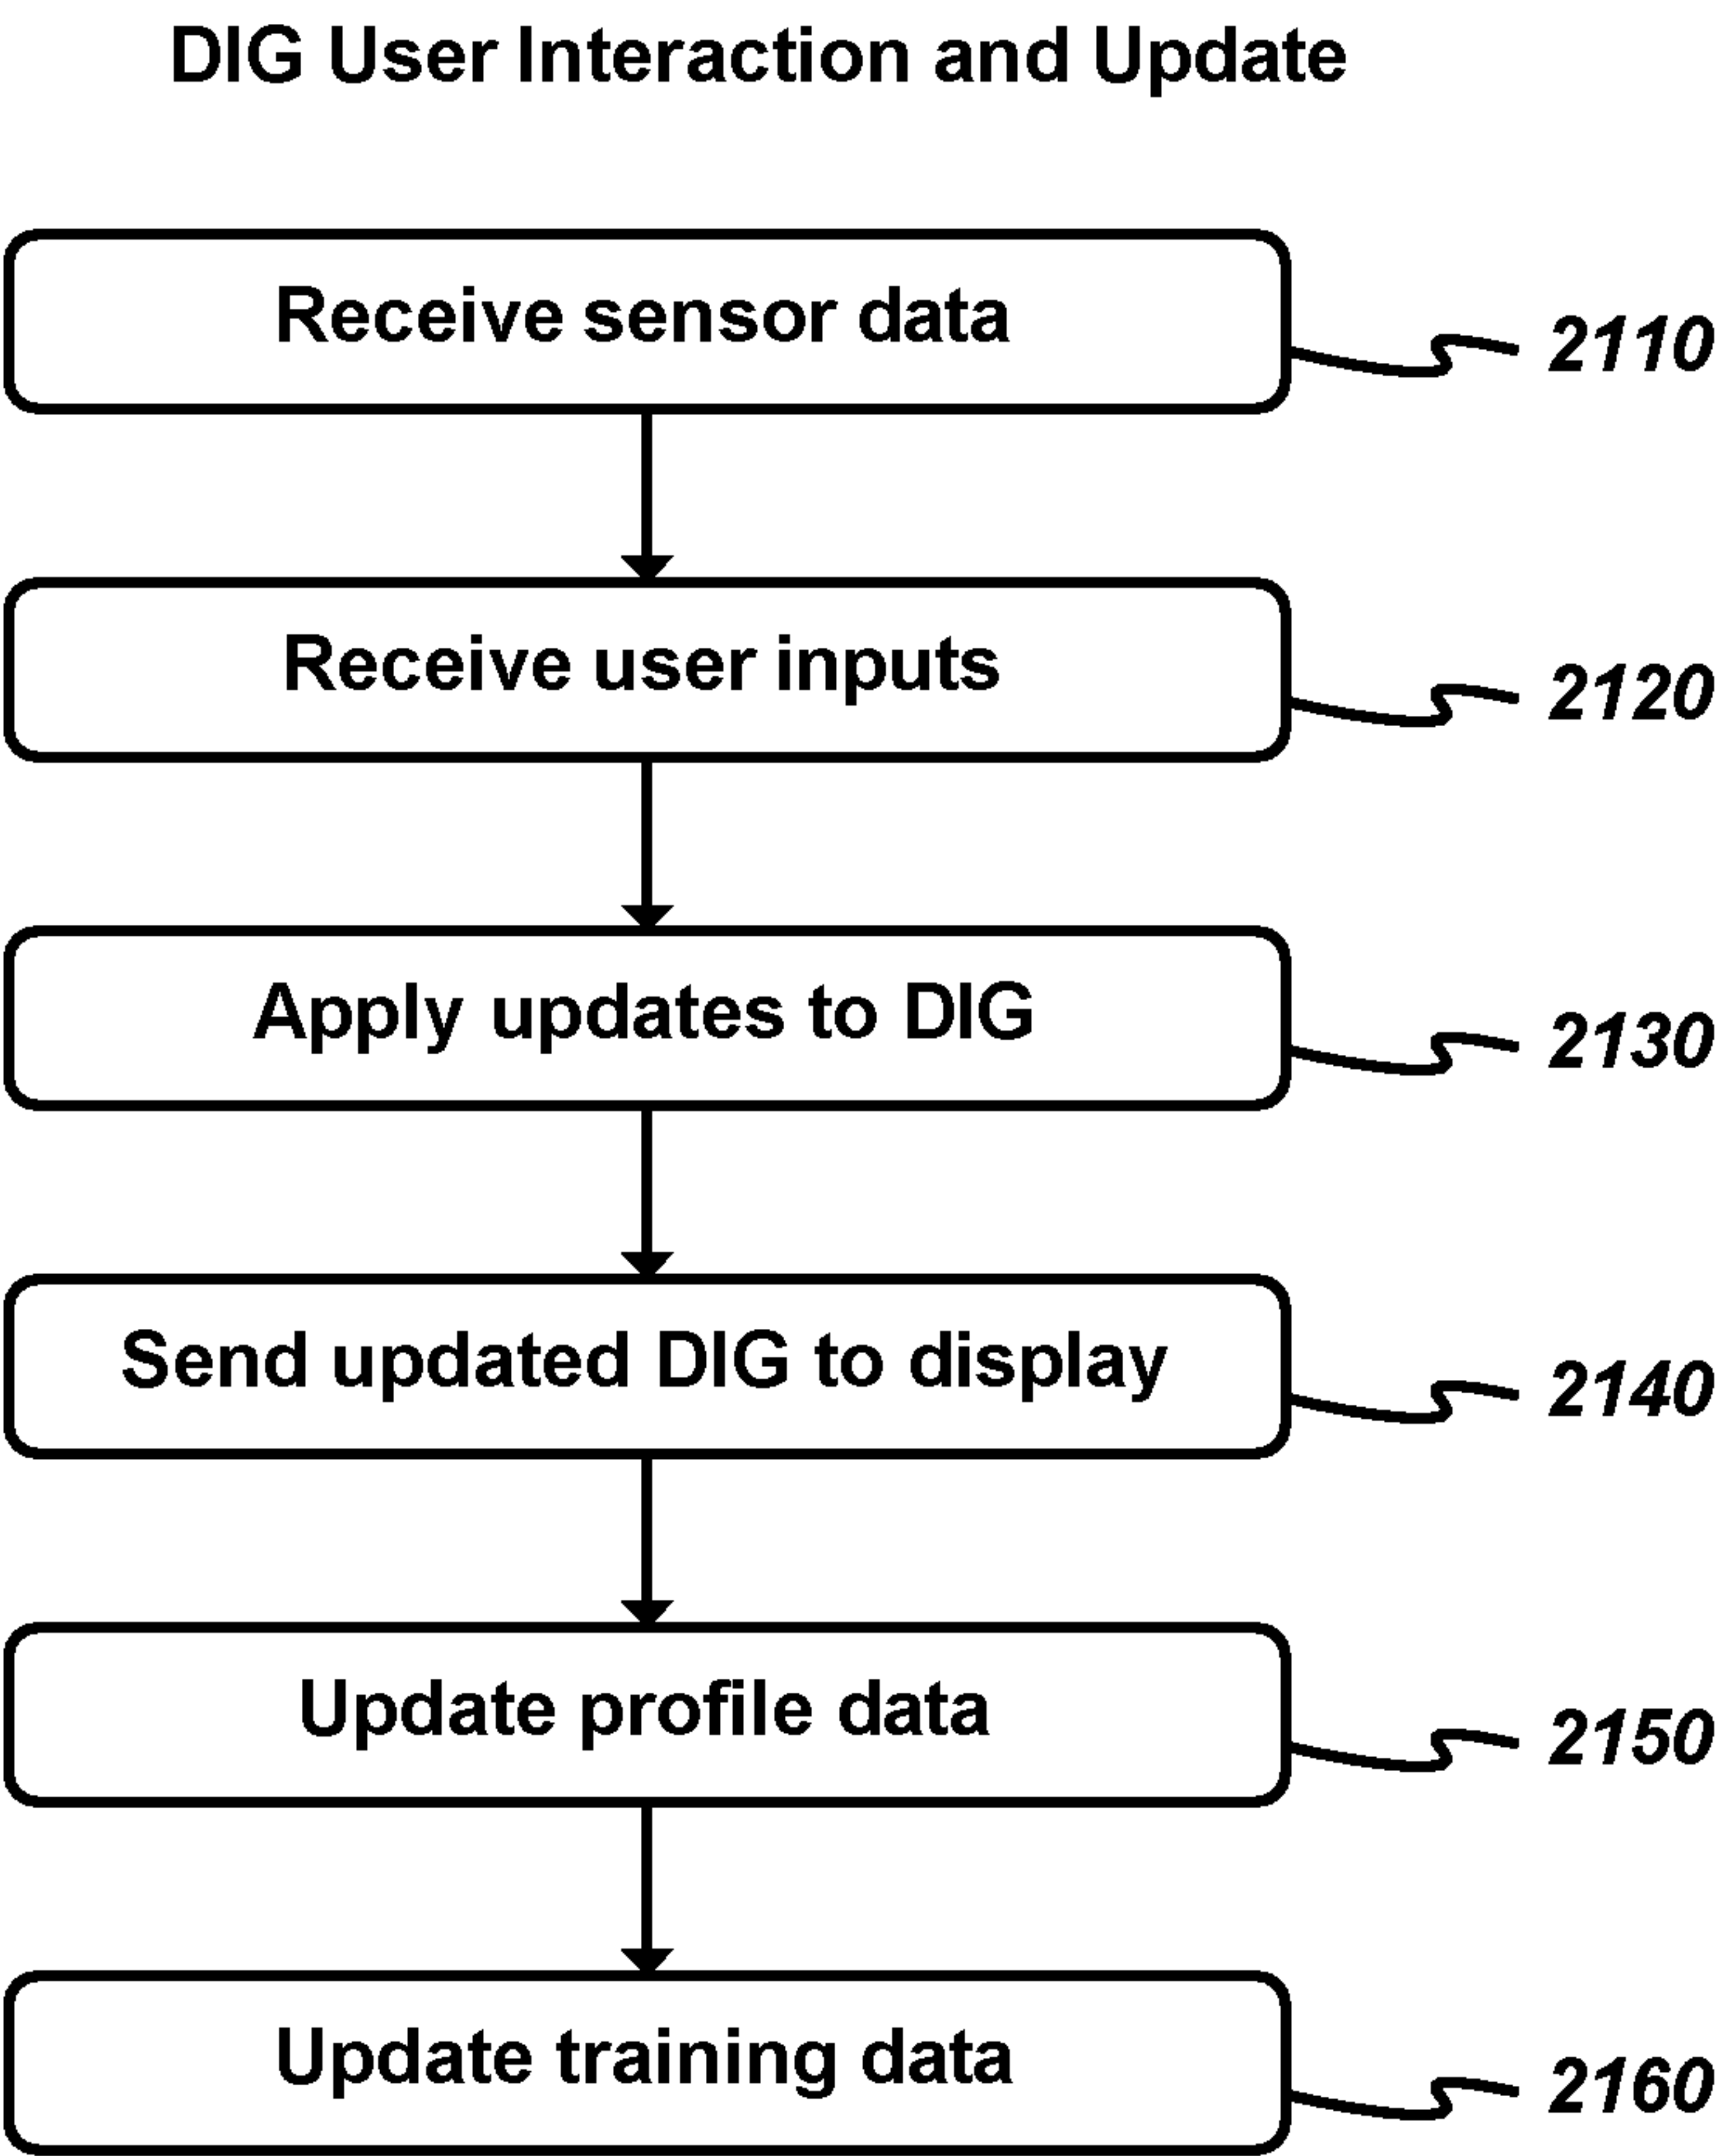 DIG User Interaction and Update
Receive sensor data
2110
Receive user inputs
2120
Apply updates to DIG
2130
Send updated DIG to display
2140
Update profile data
2150
Update training data
2160